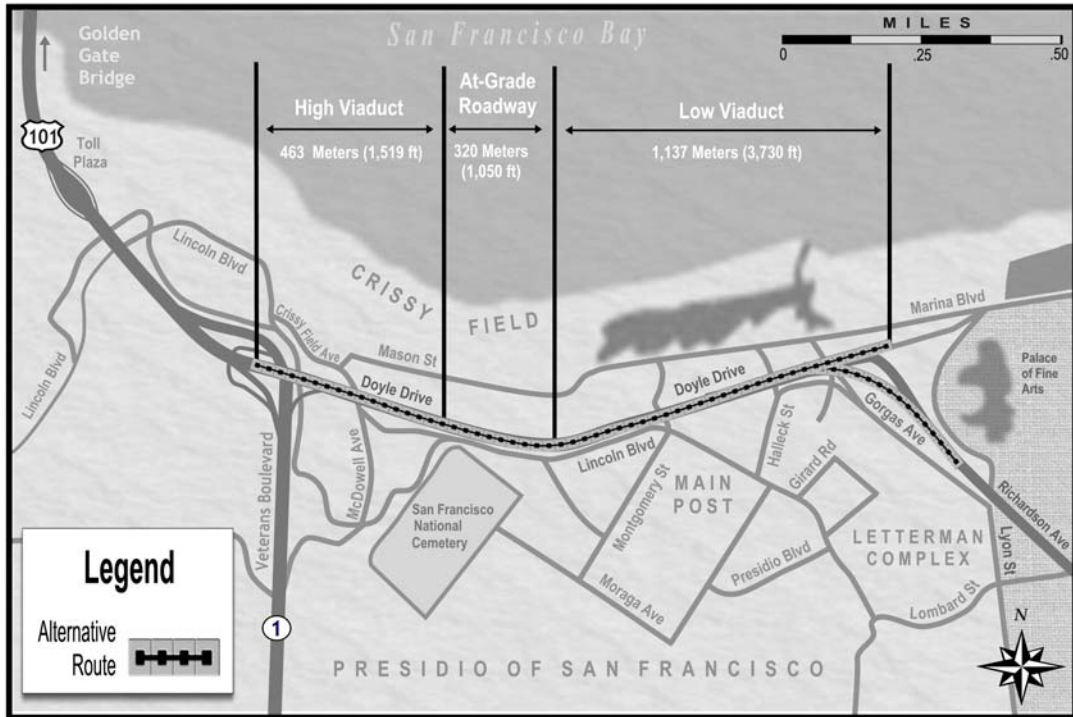 San Francisco Bay
MILES
0 .25 .50
Golden
Gate
Bridge
101
Toll
Plaza
High Viaduct
463 Meters (1,519 ft)
At-Grade
Roadway
320 Meters
(1,050 ft)
Low Viaduct
1,137 Meters (3,730 ft)
Lincoln Blvd
CRISSY
FIELD
Crissy Field Ave
Mason St
Marina Blvd
Lincoln Blvd
Doyle Drive
Doyle Drive
Palace
of Fine
Arts
Veterans Boulevard
McDowell Ave
Lincoln Blvd
Halleck St
Gorgas Ave
Girard Rd
Montgomery St
MAIN
POST
San Francisco
National
Cemetery
Richardson Ave
LETTERMAN
COMPLEX
Lyon St
Presidio Blvd
Moraga Ave
Lombard St
1
PRESIDIO OF SAN FRANCISCO
N
Legend
Alternative
Route